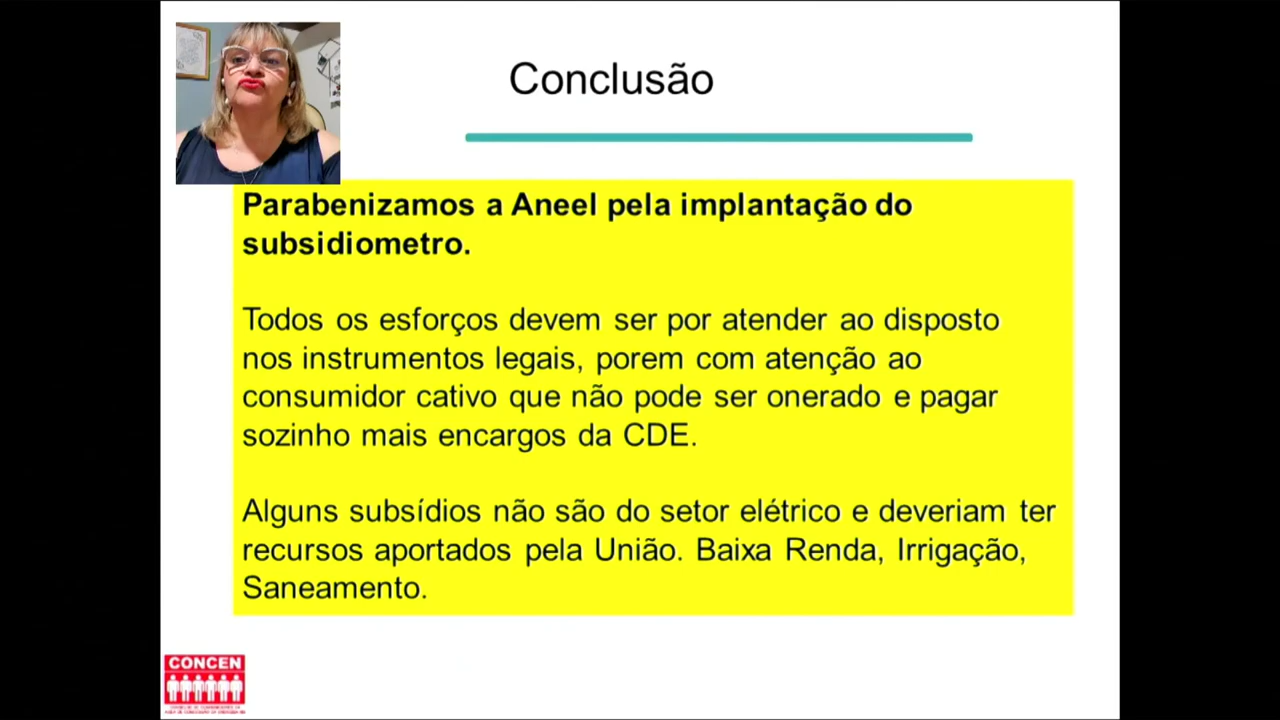 Conclusão
Parabenizamos a Aneel pela implantação do
subsidiometro.
Todos os esforços devem ser por atender ao disposto
nos instrumentos legais, porem com atenção ao
consumidor cativo que não pode ser onerado e pagar
sozinho mais encargos da CDE.
Alguns subsídios não são do setor elétrico e deveriam ter
recursos aportados pela União. Baixa Renda, Irrigação,
Saneamento.
CONCEN